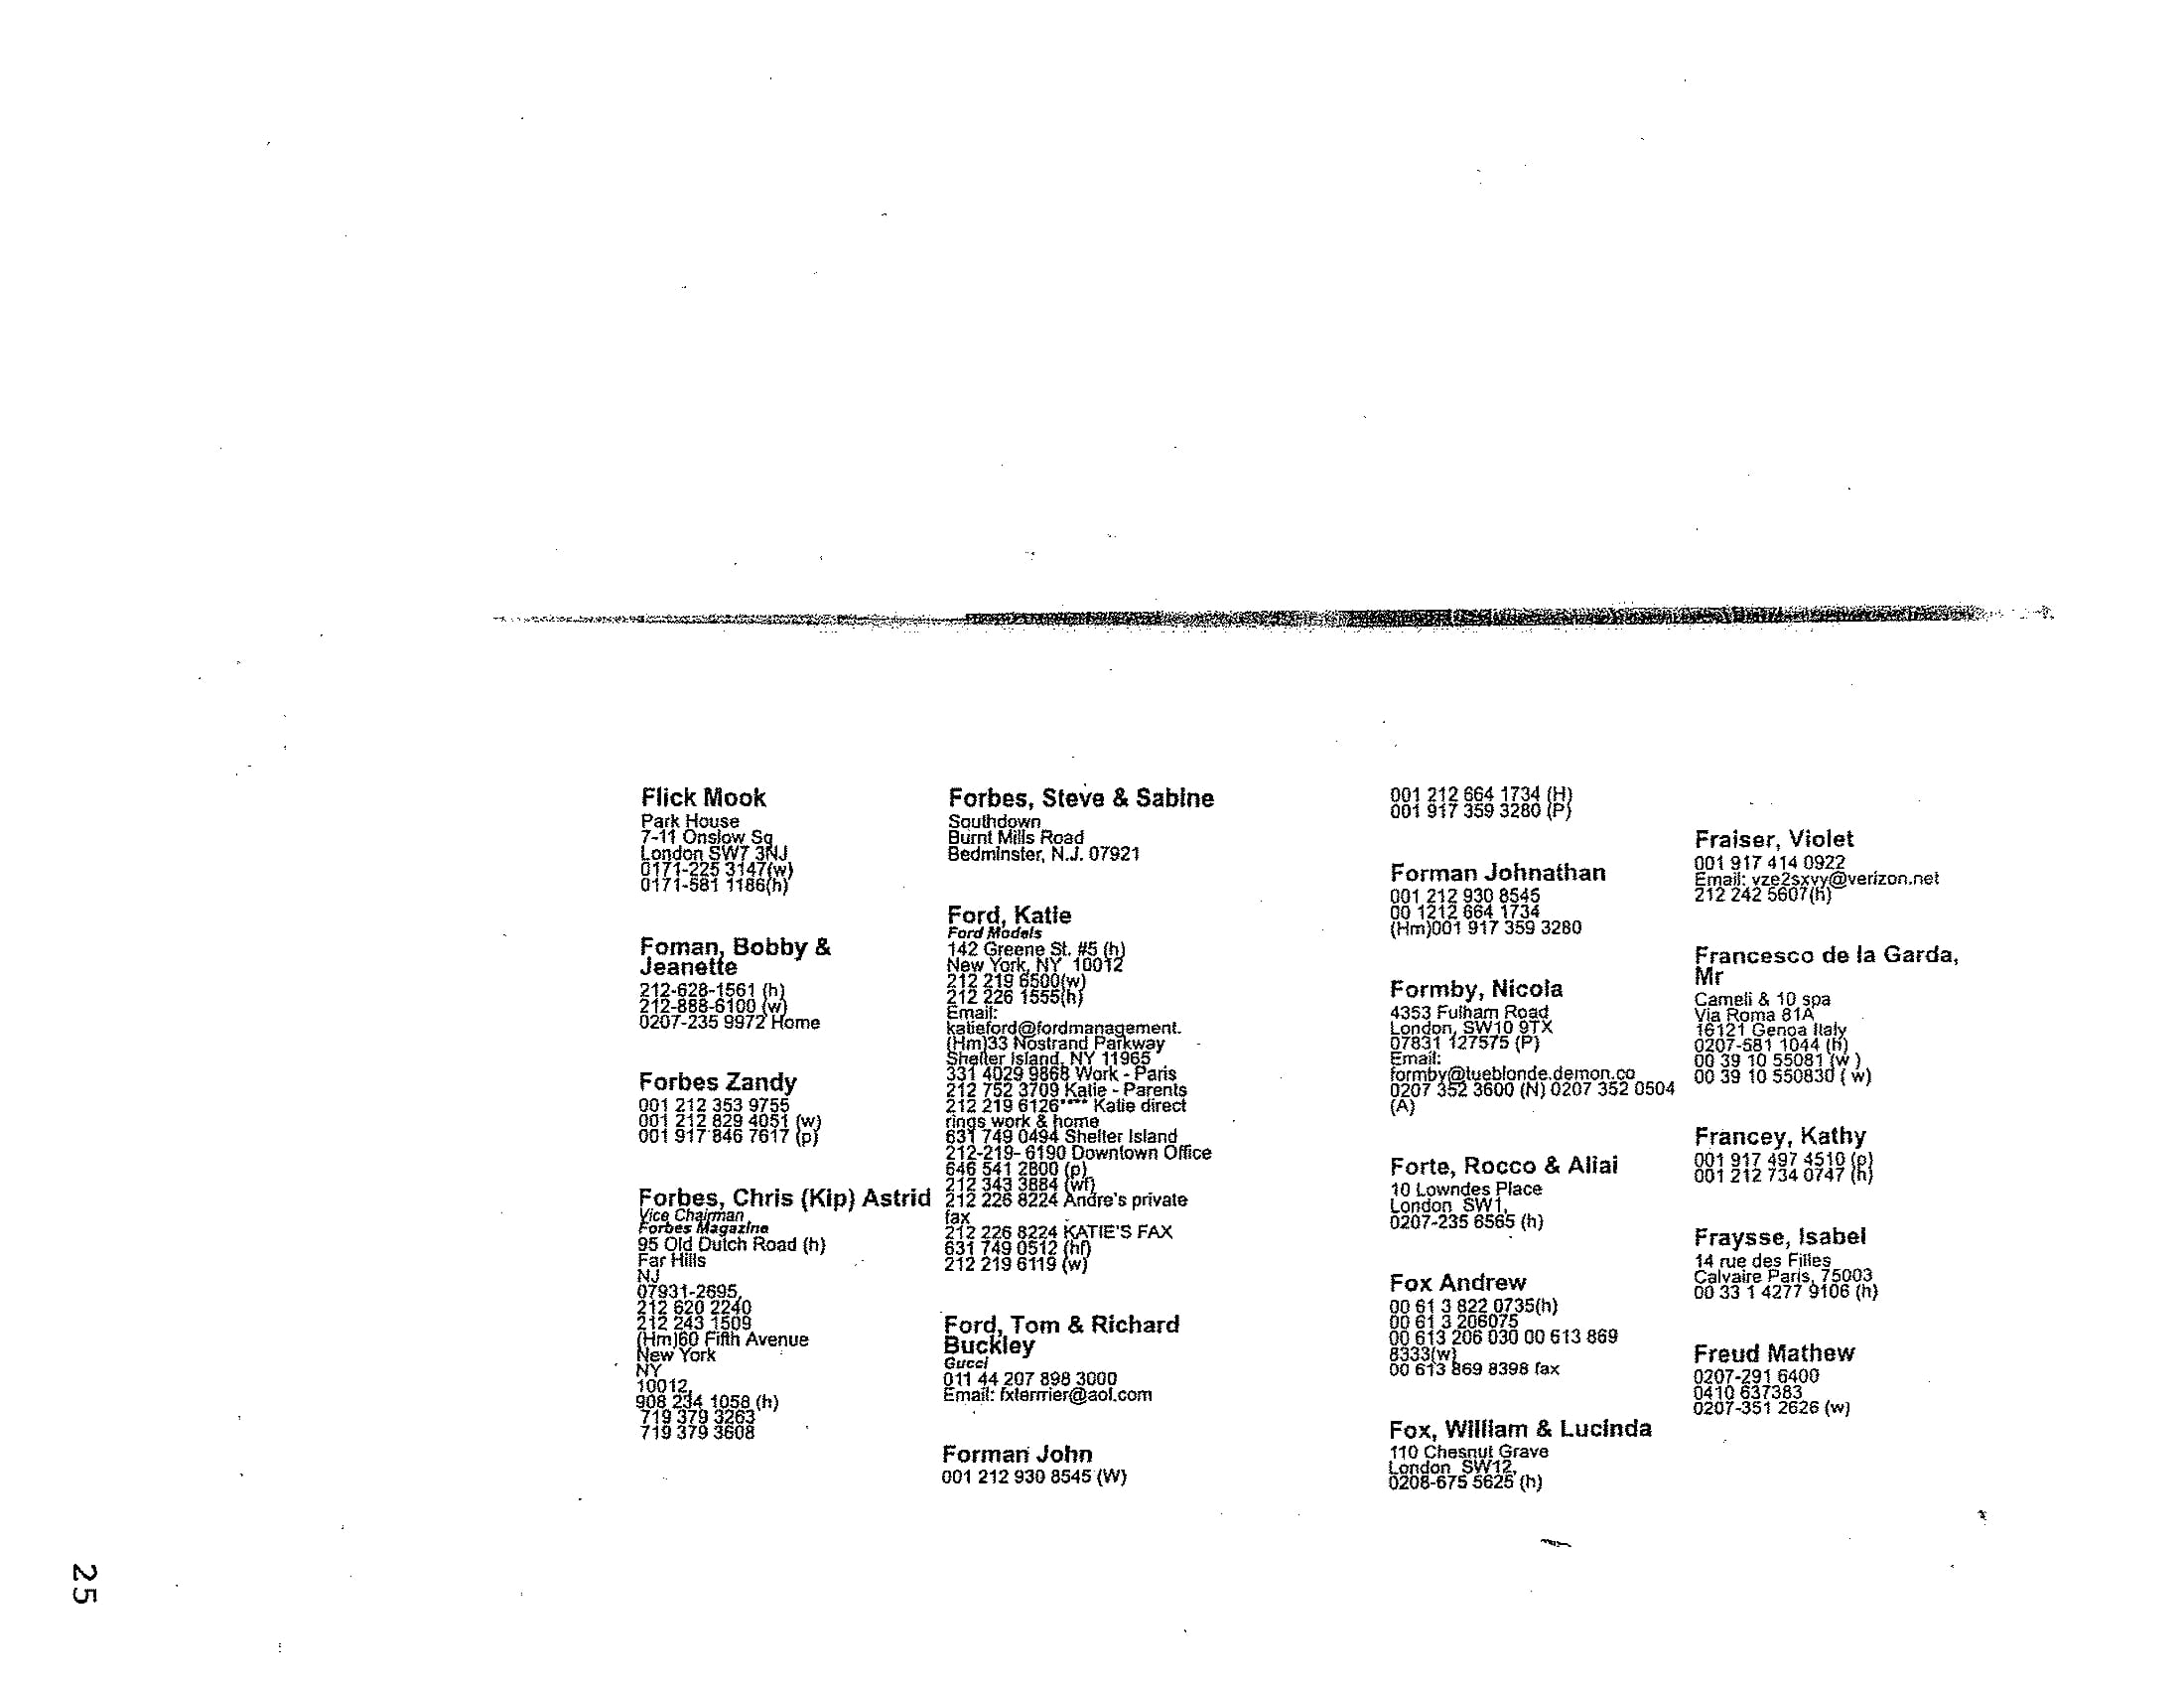 Flick Mook
Park House
7-11 Onslow Sq
London SW7 3NJ
0171-225 3147(w)
0171-581 1186(h)
Foman, Bobby &
Jeanette
212-628-1561 (h)
212-888-6100 (w)
0207-235 9972 Home
Forbes Zandy
001 212 353 9755
001 212 829 4051 (w)
001 917 846 7617 (p)
Forbes, Chris (Kip) Astrid
Vice Chairman
Forbes Magazine
95 Old Dutch Road (h)
Far Hills
NJ
07931-2695,
212 620 2240
212 243 1509
(Hm)60 Fifth Avenue
New York
NY
10012,
908 234 1058 (h)
719 379 3263
719 379 3608
Forbes, Steve & Sabine
Southdown
Burnt Mills Road
Bedminster, N.J. 07921
Ford, Katie
Ford Models
142 Greene St. #5 (h)
New York, NY 10012
212 219 6500(w)
212 226 1555(h)
Email:
katieford@fordmanagement.
(Hm)33 Nostrand Parkway
Shelter Island, NY 11965
331 4029 9868 Work - Paris
212 752 3709 Katie - Parents
212 219 6126**** Katie direct
rings work & home
631 749 0494 Shelter Island
212-219- 6190 Downtown Office
646 541 2800 (p)
212 343 3884 (wf)
212 226 8224 Andre's private
fax
212 226 8224 KATIE'S FAX
631 749 0512 (hf)
212 219 6119 (w)
Ford, Tom & Richard
Buckley
Gucci
011 44 207 898 3000
Email: fxterrier@aol.com
Forman John
001 212 930 8545 (W)
001 212 664 1734 (H)
001 917 359 3280 (P)
Forman Johnathan
001 212 930 8545
00 1212 664 1734
(Hm)001 917 359 3280
Formby, Nicola
4353 Fulham Road
London, SW10 9TX
07831 127575 (P)
Email:
formby@tueblonde.demon.co
0207 352 3600 (N) 0207 352 0504
(A)
Forte, Rocco & Aliai
10 Lowndes Place
London SW1,
0207-235 6565 (h)
Fox Andrew
00 61 3 822 0735(h)
00 61 3 206075
00 613 206 030 00 613 869
8333(w)
00 613 869 8398 fax
Fox, William & Lucinda
110 Chesnut Grave
London SW12,
0208-675 5625 (h)
Fraiser, Violet
001 917 414 0922
Email: vze2sxvy@verizon.net
212 242 5607(h)
Francesco de la Garda,
Mr
Cameli & 10 spa
Via Roma 81A
16121 Genoa Italy
0207-581 1044 (h)
00 39 10 55081 (w )
00 39 10 550830 ( w)
Francey, Kathy
001 917 497 4510 (p)
001 212 734 0747 (h)
Fraysse, Isabel
14 rue des Filles
Calvaire Paris, 75003
00 33 1 4277 9106 (h)
Freud Mathew
0207-291 6400
0410 637383
0207-351 2626 (w)
25